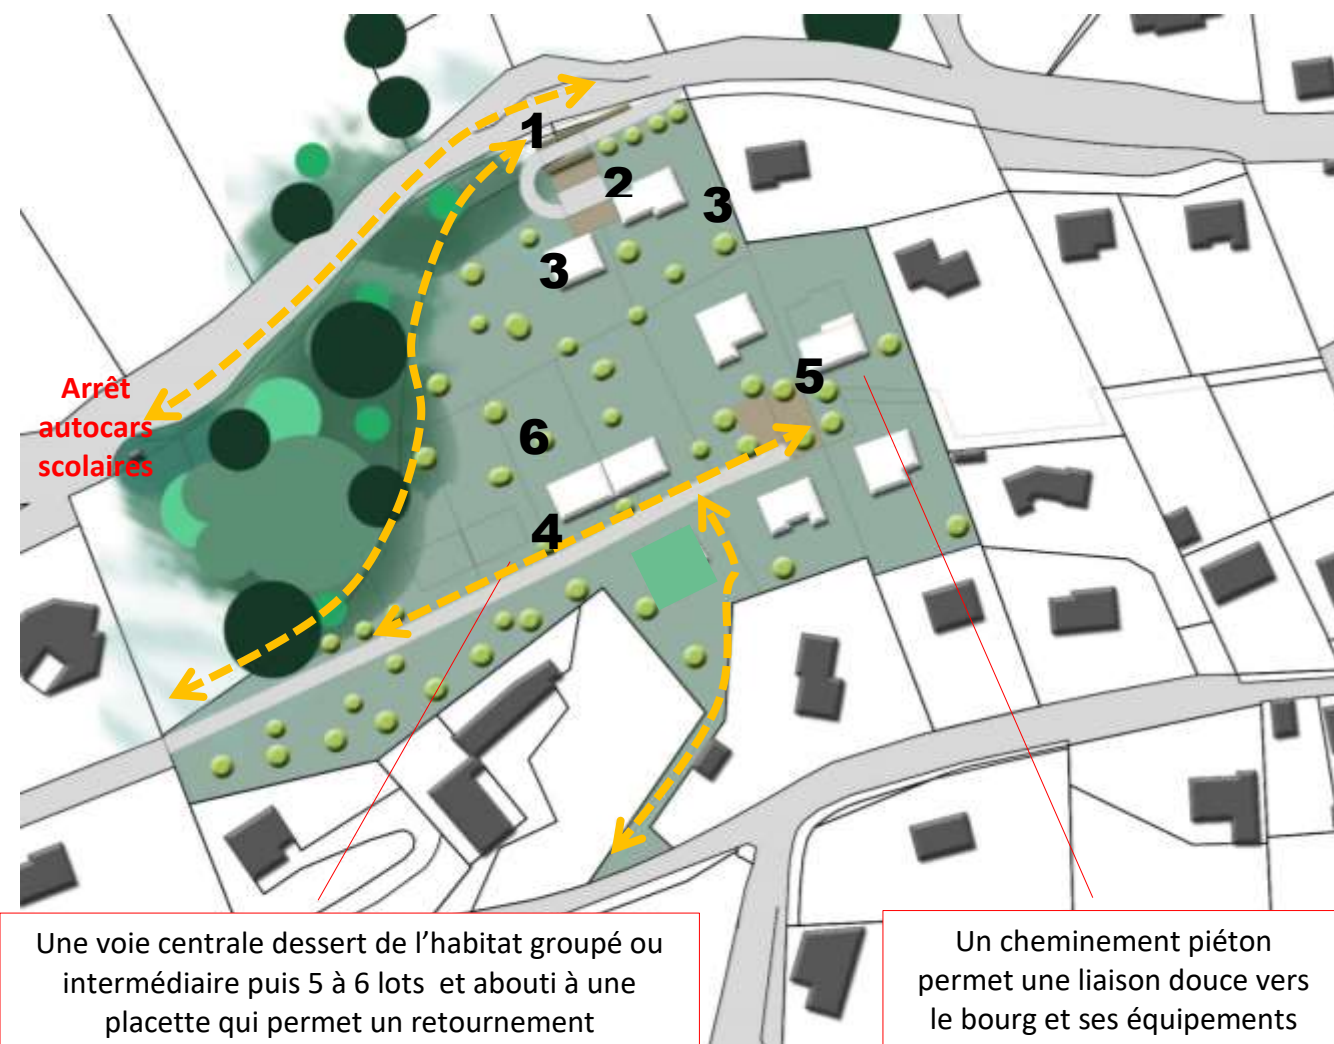 1
2
3
3
Arrêt
autocars
scolaires
5
6
4
Une voie centrale dessert de l’habitat groupé ou
intermédiaire puis 5 à 6 lots et abouti à une
placette qui permet un retournement
Un cheminement piéton
permet une liaison douce vers
le bourg et ses équipements